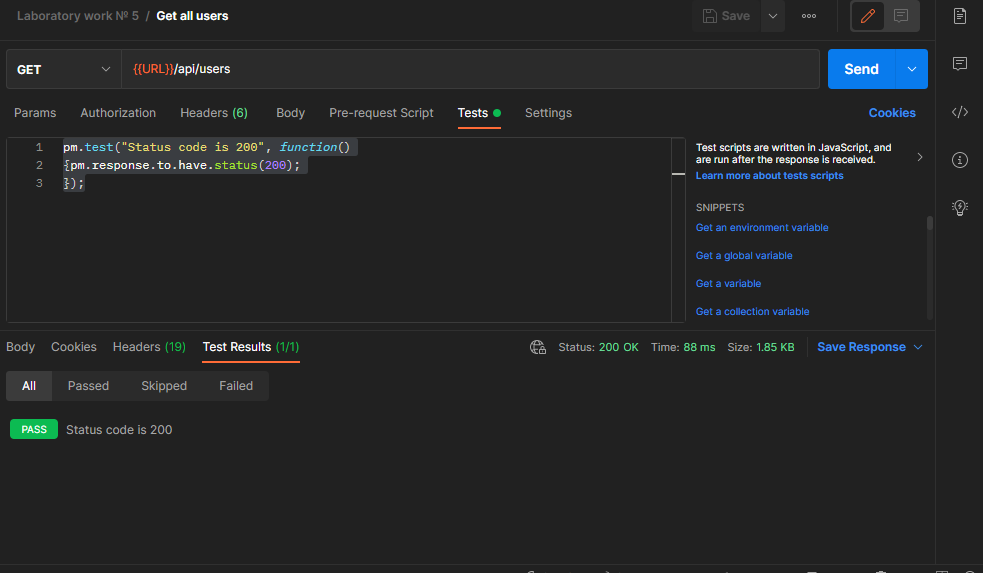 Laboratory work № 5 / Get all users
Save
GET
{{URL}}/api/users
Send
Params Authorization Headers (6) Body Pre-request Script Tests Settings Cookies
1 pm.test("Status code is 200", function()
2 {pm.response.to.have.status(200);
3 });
Test scripts are written in JavaScript, and
are run after the response is received.
Learn more about tests scripts
SNIPPETS
Get an environment variable
Get a global variable
Get a variable
Get a collection variable
Body Cookies Headers (19) Test Results (1/1) Status: 200 OK Time: 88 ms Size: 1.85 KB Save Response
All Passed Skipped Failed
PASS Status code is 200